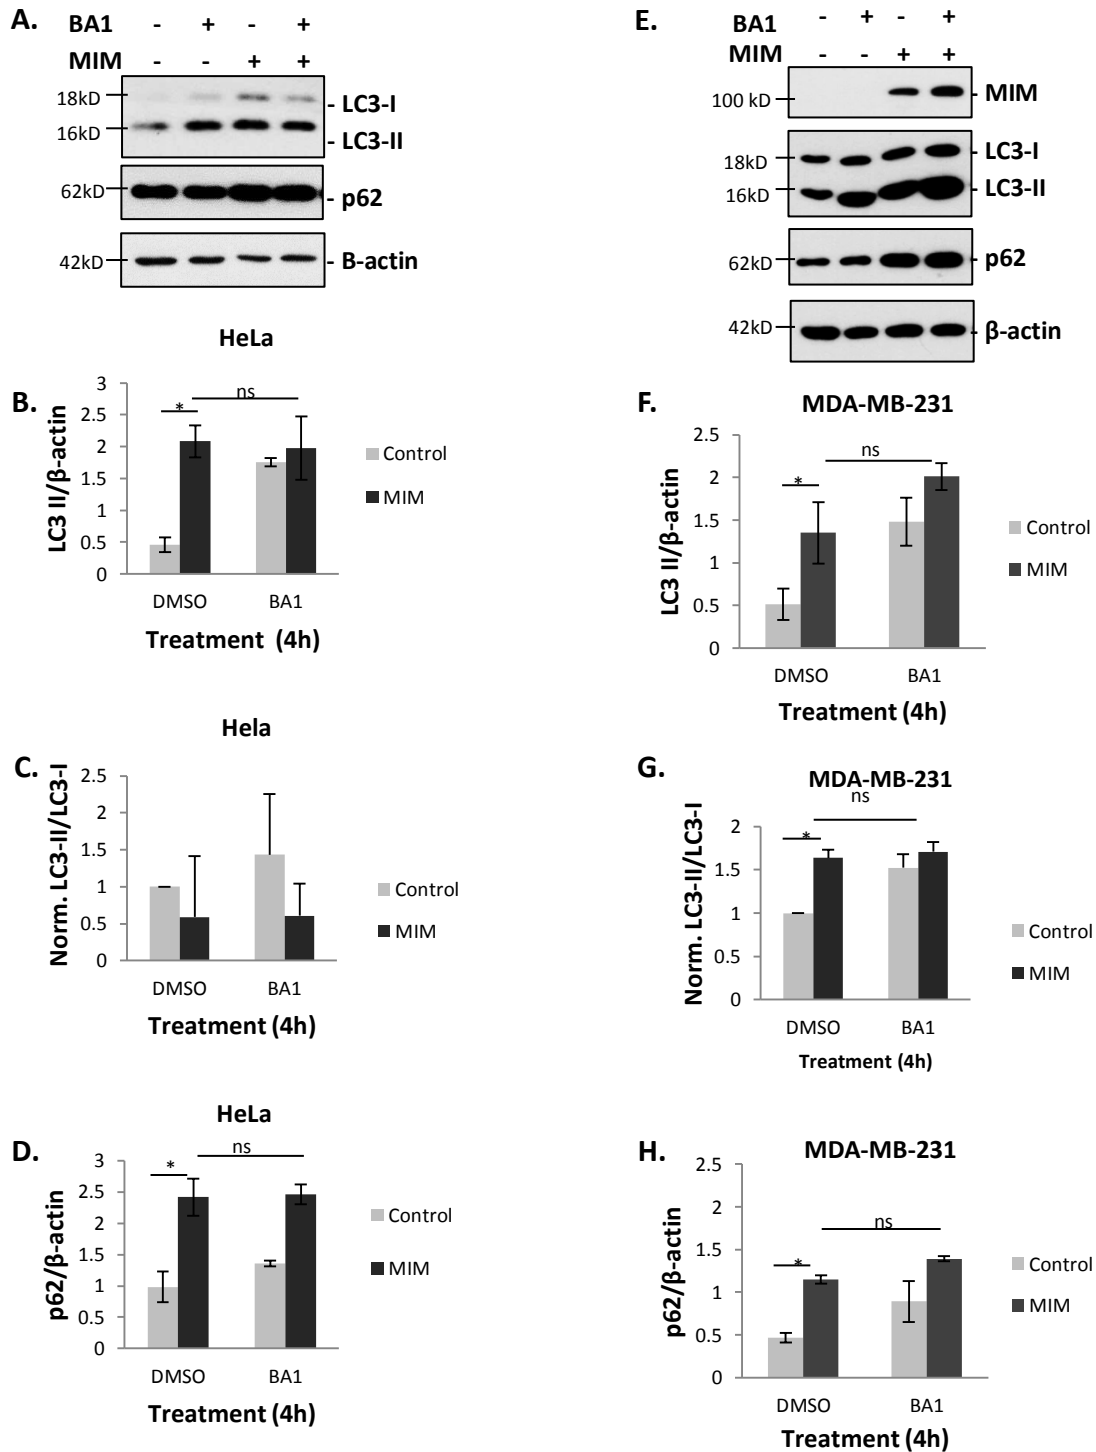 A.
BA1 - + - +
MIM - - + +
18kD
- LC3-I
16kD
- LC3-II
62kD
- p62
42kD
- B-actin
HeLa
B.
LC3 II/β-actin
3
2.5
2
1.5
1
0.5
0
*
ns
Control
MIM
DMSO BA1
Treatment (4h)
Hela
C.
Norm. LC3-II/LC3-I
2.5
2
1.5
1
0.5
0
Control
MIM
DMSO BA1
Treatment (4h)
HeLa
D.
p62/β-actin
3
2.5
2
1.5
1
0.5
0
*
ns
Control
MIM
DMSO BA1
Treatment (4h)
E.
BA1 - + - +
MIM - - + +
100 kD
- MIM
18kD
- LC3-I
16kD
- LC3-II
62kD
- p62
42kD
- β-actin
F.
MDA-MB-231
LC3 II/β-actin
2.5
2
1.5
1
0.5
0
*
ns
Control
MIM
DMSO BA1
Treatment (4h)
G.
MDA-MB-231
ns
Norm. LC3-II/LC3-I
2
1.5
1
0.5
0
*
Control
MIM
DMSO BA1
Treatment (4h)
H.
MDA-MB-231
p62/β-actin
2.5
2
1.5
1
0.5
0
*
ns
Control
MIM
DMSO BA1
Treatment (4h)